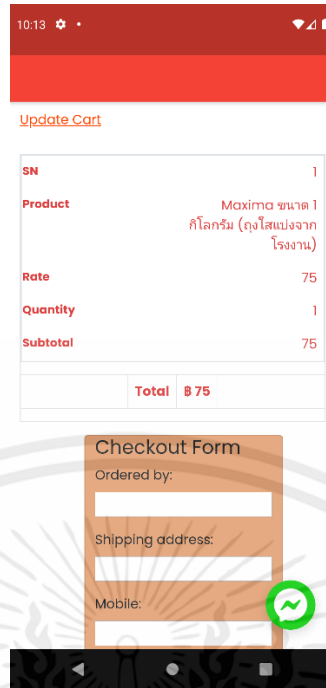 10:13
Update Cart
SN 1
Product Maxima ขนาด 1
กิโลกรัม (ถุงใสแบ่งจาก
โรงงาน)
Rate 75
Quantity 1
Subtotal 75
Total ฿ 75
Checkout Form
Ordered by:
Shipping address:
Mobile: